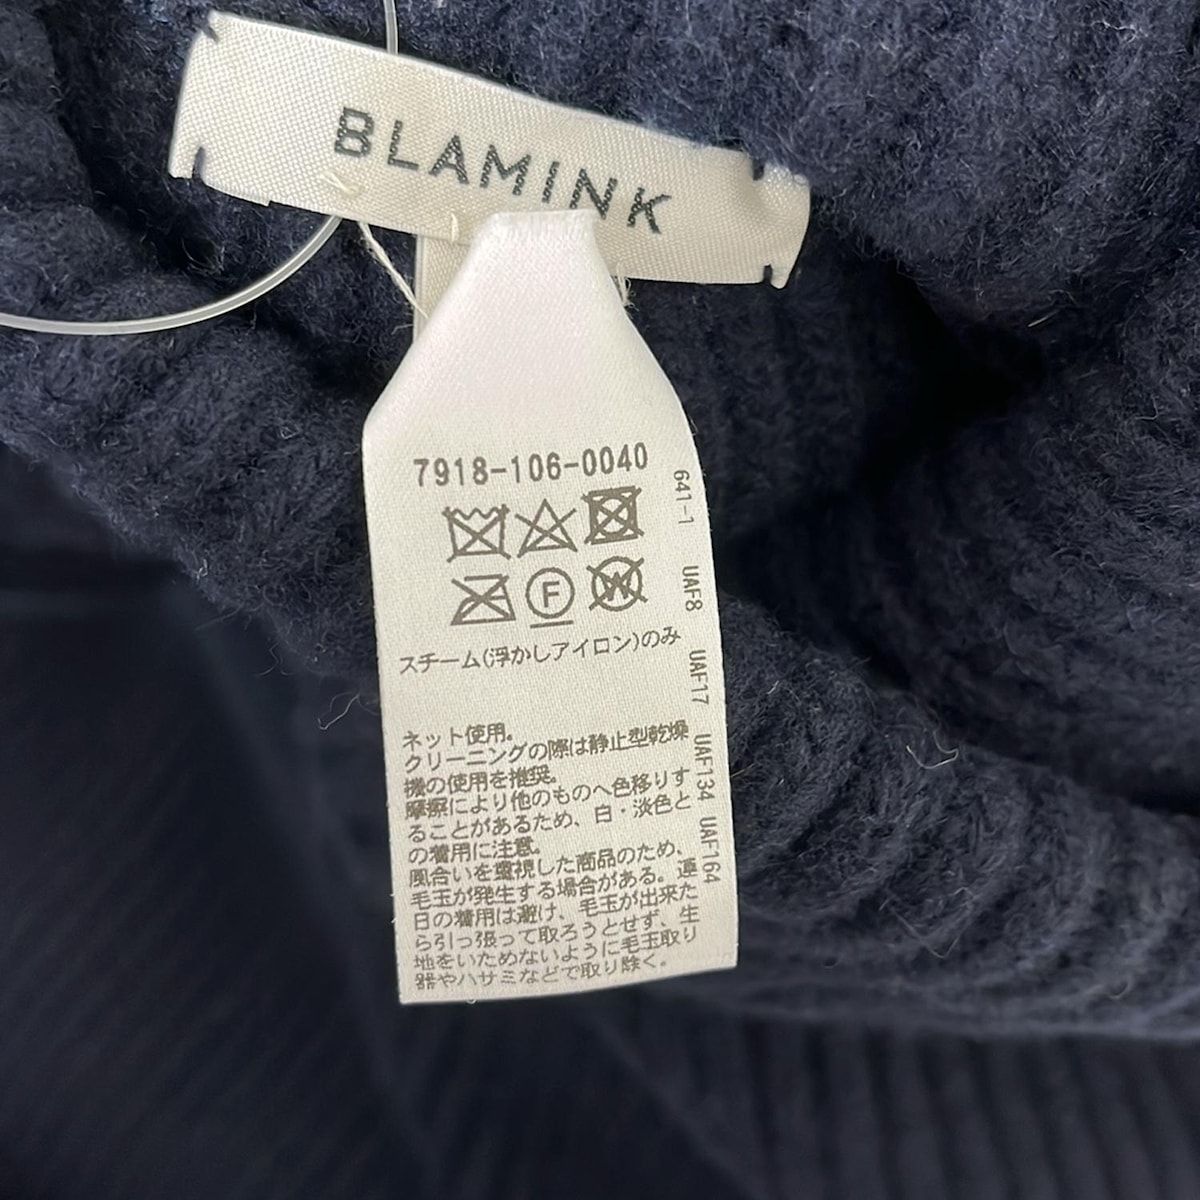 BLAMINK
7918-106-0040
F
W
スチーム(浮かしアイロン)のみ
ネット使用。
クリーニングの際は静止型乾燥
機の使用を推奨。
摩擦により他のものへ色移りす
ることがあるため、白・淡色と
の着用に注意。
風合いを重視した商品のため、
毛玉が発生する場合がある。連
日の着用は避け、毛玉が出来た
ら引っ張って取ろうとせず、生
地をいためないように毛玉取り
器やハサミなどで取り除く。
641-1 UAF8 UAF17 UAF134 UAF164